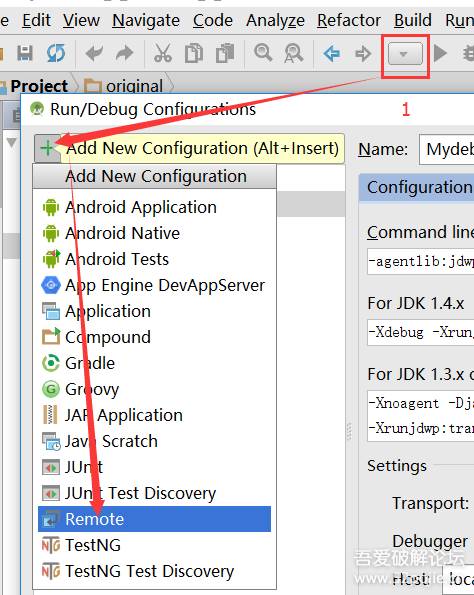 Edit View Navigate Code Analyze Refactor Build Run
Project original
Run/Debug Configurations
1
Add New Configuration (Alt+Insert)
Name: Mydeb
Add New Configuration
Configuration
Android Application
Android Native
Command line
Android Tests
-agentlib:jdwp
App Engine DevAppServer
Application
For JDK 1.4.x
Compound
-Xdebug -Xrunj
Gradle
Groovy
For JDK 1.3.x o
JAR Application
-Xnoagent -Dja
Java Scratch
-Xrunjdwp:tran
JUnit
Settings
JUnit Test Discovery
Transport:
Remote
Debugger
TestNG
吾爱破解论坛
TestNG Test Discovery
Host: loca